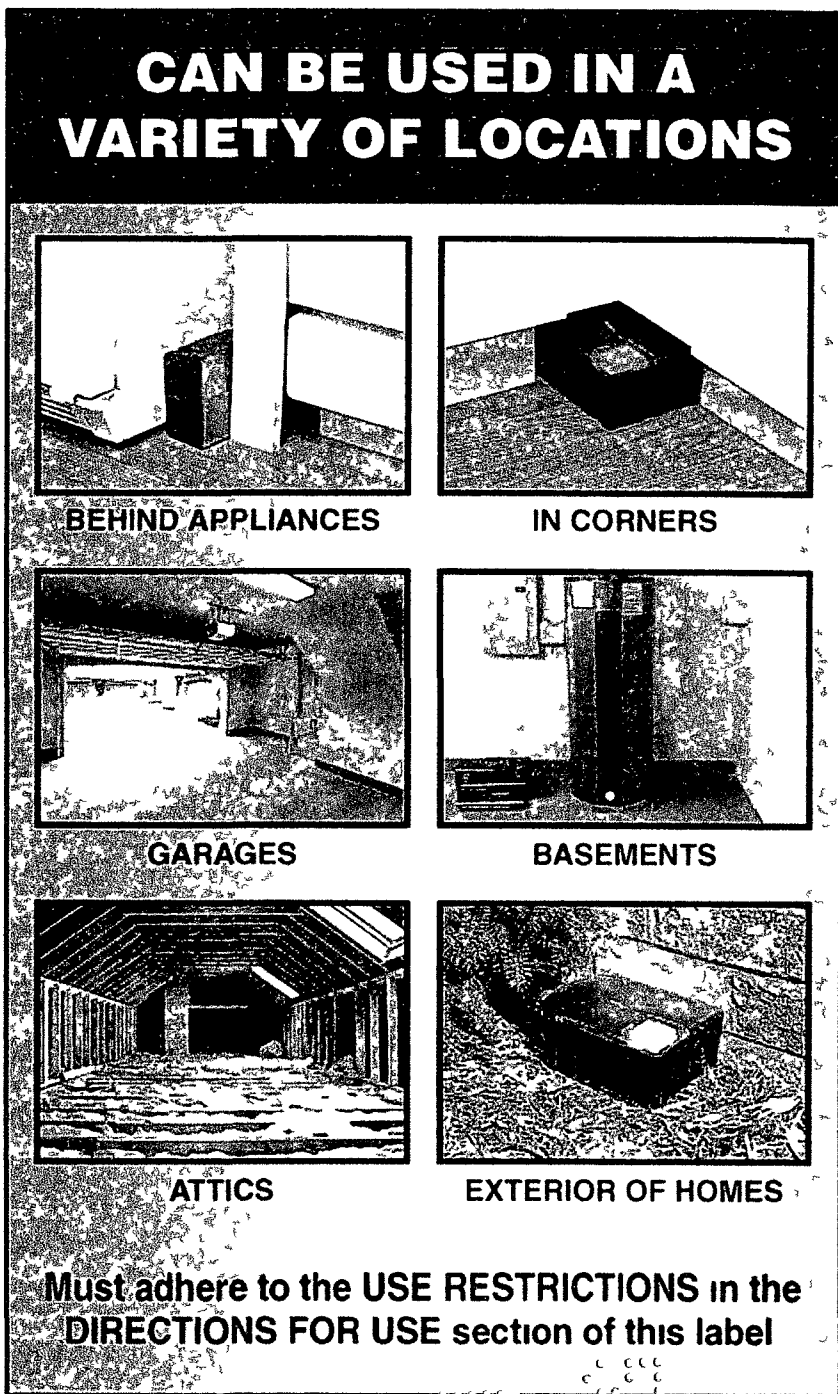 CAN BE USED IN A
VARIETY OF LOCATIONS
BEHIND APPLIANCES
IN CORNERS
GARAGES
BASEMENTS
ATTICS
EXTERIOR OF HOMES
Must adhere to the USE RESTRICTIONS in the
DIRECTIONS FOR USE section of this label